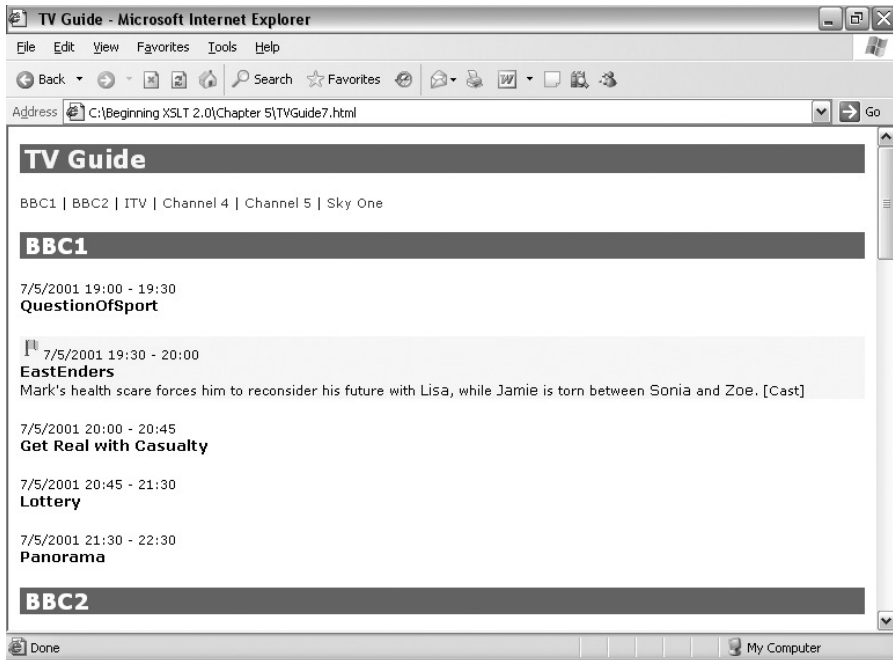 TV Guide - Microsoft Internet Explorer
File Edit View Favorites Tools Help
Back Search Favorites
Address C:\Beginning XSLT 2.0\Chapter 5\TVGuide7.html Go
TV Guide
BBC1 | BBC2 | ITV | Channel 4 | Channel 5 | Sky One
BBC1
7/5/2001 19:00 - 19:30
QuestionOfSport
7/5/2001 19:30 - 20:00
EastEnders
Mark's health scare forces him to reconsider his future with Lisa, while Jamie is torn between Sonia and Zoe. [Cast]
7/5/2001 20:00 - 20:45
Get Real with Casualty
7/5/2001 20:45 - 21:30
Lottery
7/5/2001 21:30 - 22:30
Panorama
BBC2
Done My Computer